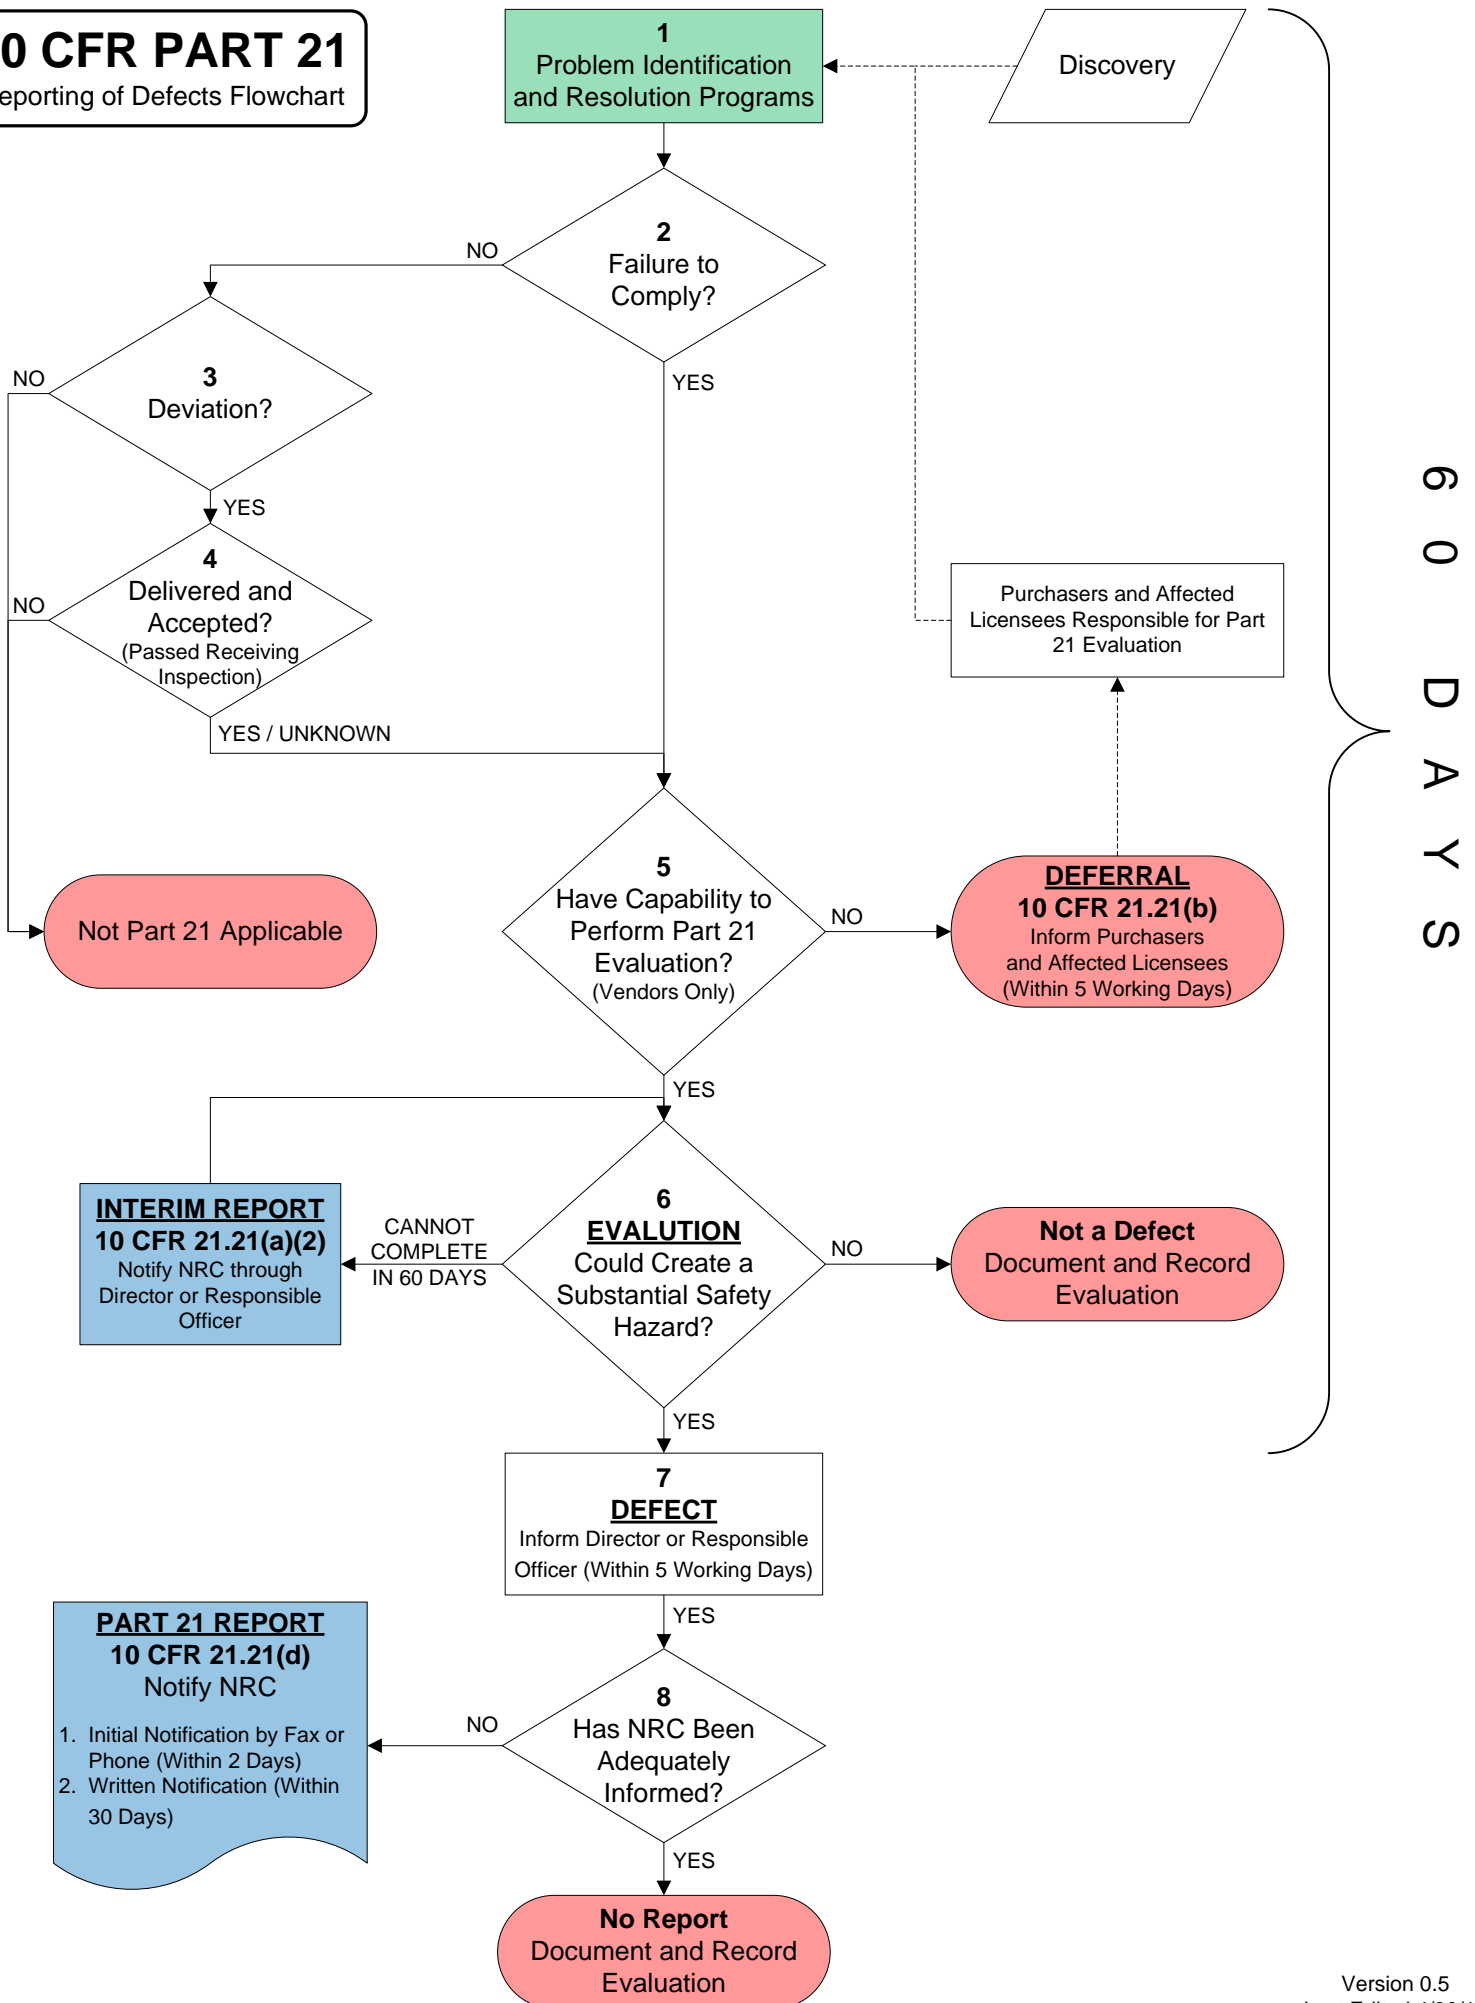 0 CFR PART 21
eporting of Defects Flowchart
1
Problem Identification
and Resolution Programs
Discovery
2
Failure to
Comply?
NO
YES
3
Deviation?
NO
YES
4
Delivered and
Accepted?
(Passed Receiving
Inspection)
NO
YES / UNKNOWN
Purchasers and Affected
Licensees Responsible for Part
21 Evaluation
60 DAYS
Not Part 21 Applicable
5
Have Capability to
Perform Part 21
Evaluation?
(Vendors Only)
NO
YES
DEFERRAL
10 CFR 21.21(b)
Inform Purchasers
and Affected Licensees
(Within 5 Working Days)
INTERIM REPORT
10 CFR 21.21(a)(2)
Notify NRC through
Director or Responsible
Officer
CANNOT
COMPLETE
IN 60 DAYS
6
EVALUTION
Could Create a
Substantial Safety
Hazard?
NO
YES
Not a Defect
Document and Record
Evaluation
7
DEFECT
Inform Director or Responsible
Officer (Within 5 Working Days)
YES
PART 21 REPORT
10 CFR 21.21(d)
Notify NRC
1. Initial Notification by Fax or
Phone (Within 2 Days)
2. Written Notification (Within
30 Days)
NO
8
Has NRC Been
Adequately
Informed?
YES
No Report
Document and Record
Evaluation
Version 0.5